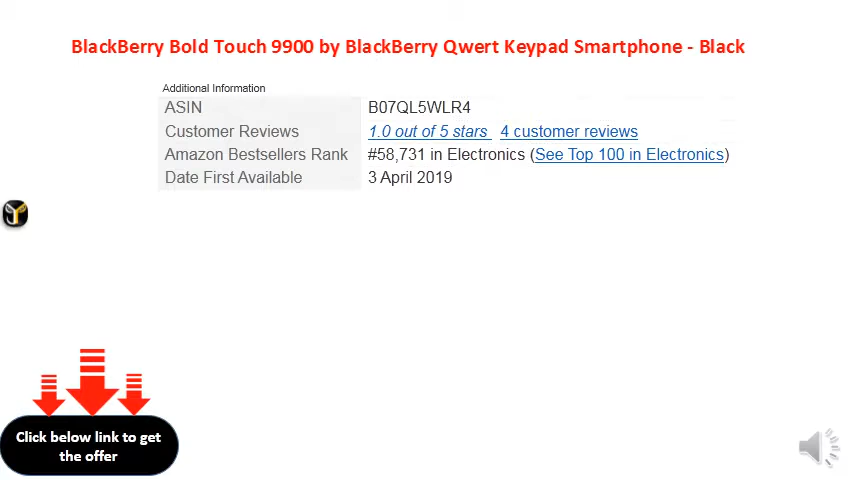 BlackBerry Bold Touch 9900 by BlackBerry Qwert Keypad Smartphone - Black
Additional Information
ASIN B07QL5WLR4
Customer Reviews 1.0 out of 5 stars 4 customer reviews
Amazon Bestsellers Rank #58,731 in Electronics (See Top 100 in Electronics)
Date First Available 3 April 2019
Click below link to get
the offer